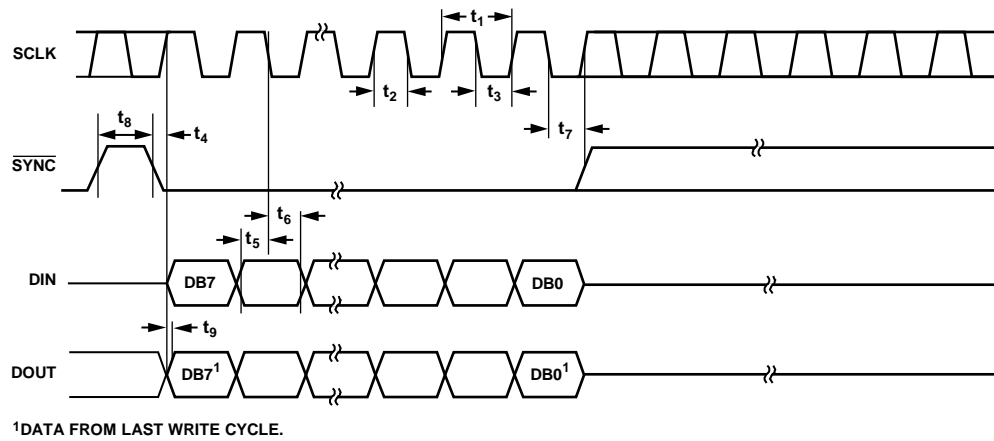 t1
SCLK
t2
t3
t8
t4
t7
SYNC
t6
t5
DIN
DB7
DB0
t9
DOUT
DB7¹
DB0¹
¹DATA FROM LAST WRITE CYCLE.